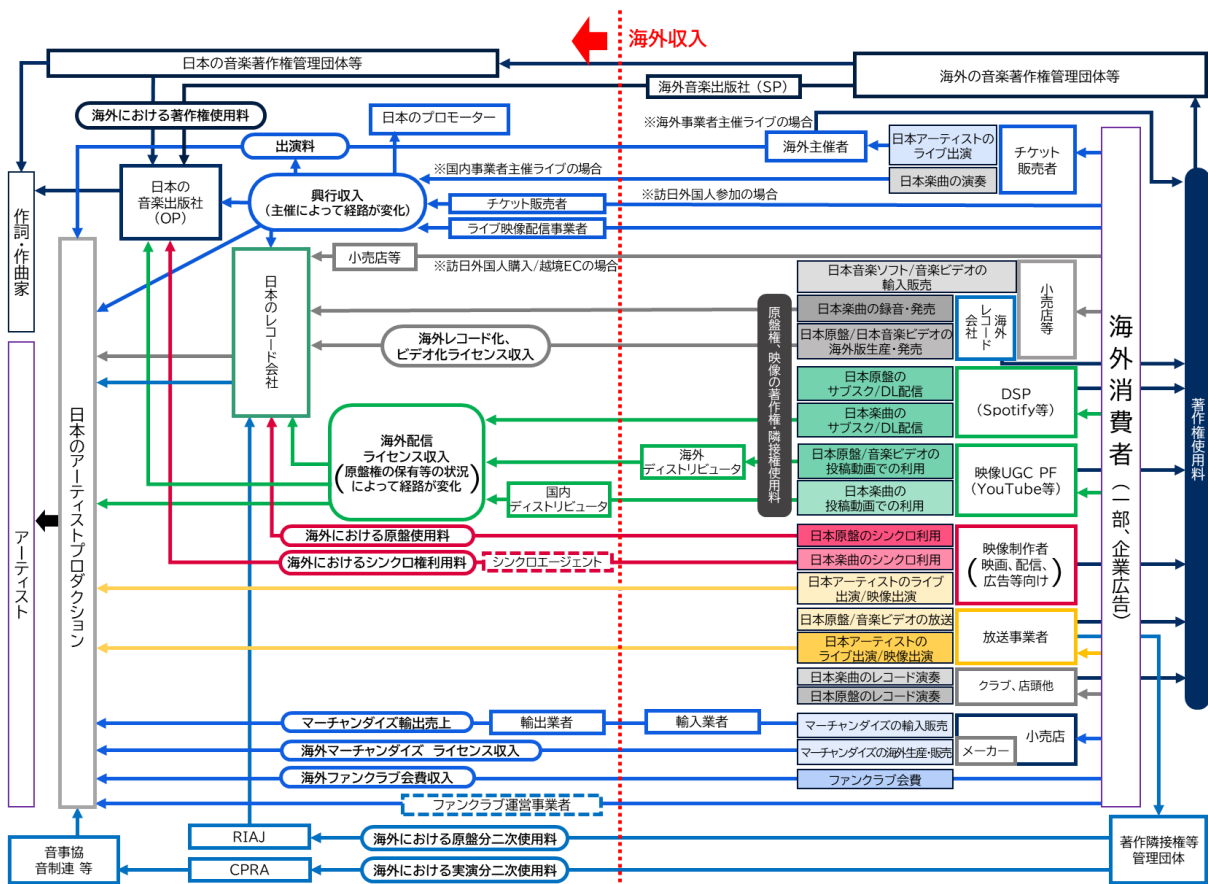 海外収入
日本の音楽著作権管理団体等
海外の音楽著作権管理団体等
海外音楽出版社（SP）
海外における著作権使用料
日本のプロモーター
※海外事業者主催ライブの場合
出演料
海外主催者
日本アーティストの
ライブ出演
チケット
販売者
※国内事業者主催ライブの場合
日本楽曲の演奏
日本の
音楽出版社
（OP）
興行収入
（主催によって経路が変化）
※訪日外国人参加の場合
チケット販売者
ライブ映像配信事業者
作詞・作曲家
小売店等
※訪日外国人購入/越境ECの場合
日本のレコード会社
日本音楽ソフト/音楽ビデオの
輸入販売
小売店等
日本楽曲の録音・発売
海外
レコード
会社
日本原盤/日本音楽ビデオの
海外版生産・発売
海外レコード化、
ビデオ化ライセンス収入
原盤権、映像の著作権・隣接権使用料
海外消費者（一部、企業広告）
著作権使用料
日本原盤の
サブスク/DL配信
DSP
（Spotify等）
日本楽曲の
サブスク/DL配信
海外配信
ライセンス収入
（原盤権の保有等の状況
によって経路が変化）
海外
ディストリビュータ
日本原盤/音楽ビデオの
投稿動画での利用
映像UGC PF
（YouTube等）
国内
ディストリビュータ
日本楽曲の
投稿動画での利用
日本のアーティストプロダクション
アーティスト
海外における原盤使用料
日本原盤のシンクロ利用
海外におけるシンクロ権利用料
シンクロエージェント
日本楽曲のシンクロ利用
映像制作者
（映画、配信、
広告等向け）
日本アーティストのライブ
出演/映像出演
日本原盤/音楽ビデオの放送
放送事業者
日本アーティストの
ライブ出演/映像出演
日本楽曲のレコード演奏
クラブ、店頭他
日本原盤のレコード演奏
マーチャンダイズ輸出売上
輸出業者
輸入業者
マーチャンダイズの輸入販売
小売店
海外マーチャンダイズ ライセンス収入
マーチャンダイズの海外生産・販売
メーカー
海外ファンクラブ会費収入
ファンクラブ会費
ファンクラブ運営事業者
音事協
音制連 等
RIAJ
海外における原盤分二次使用料
著作隣接権等
管理団体
CPRA
海外における実演分二次使用料